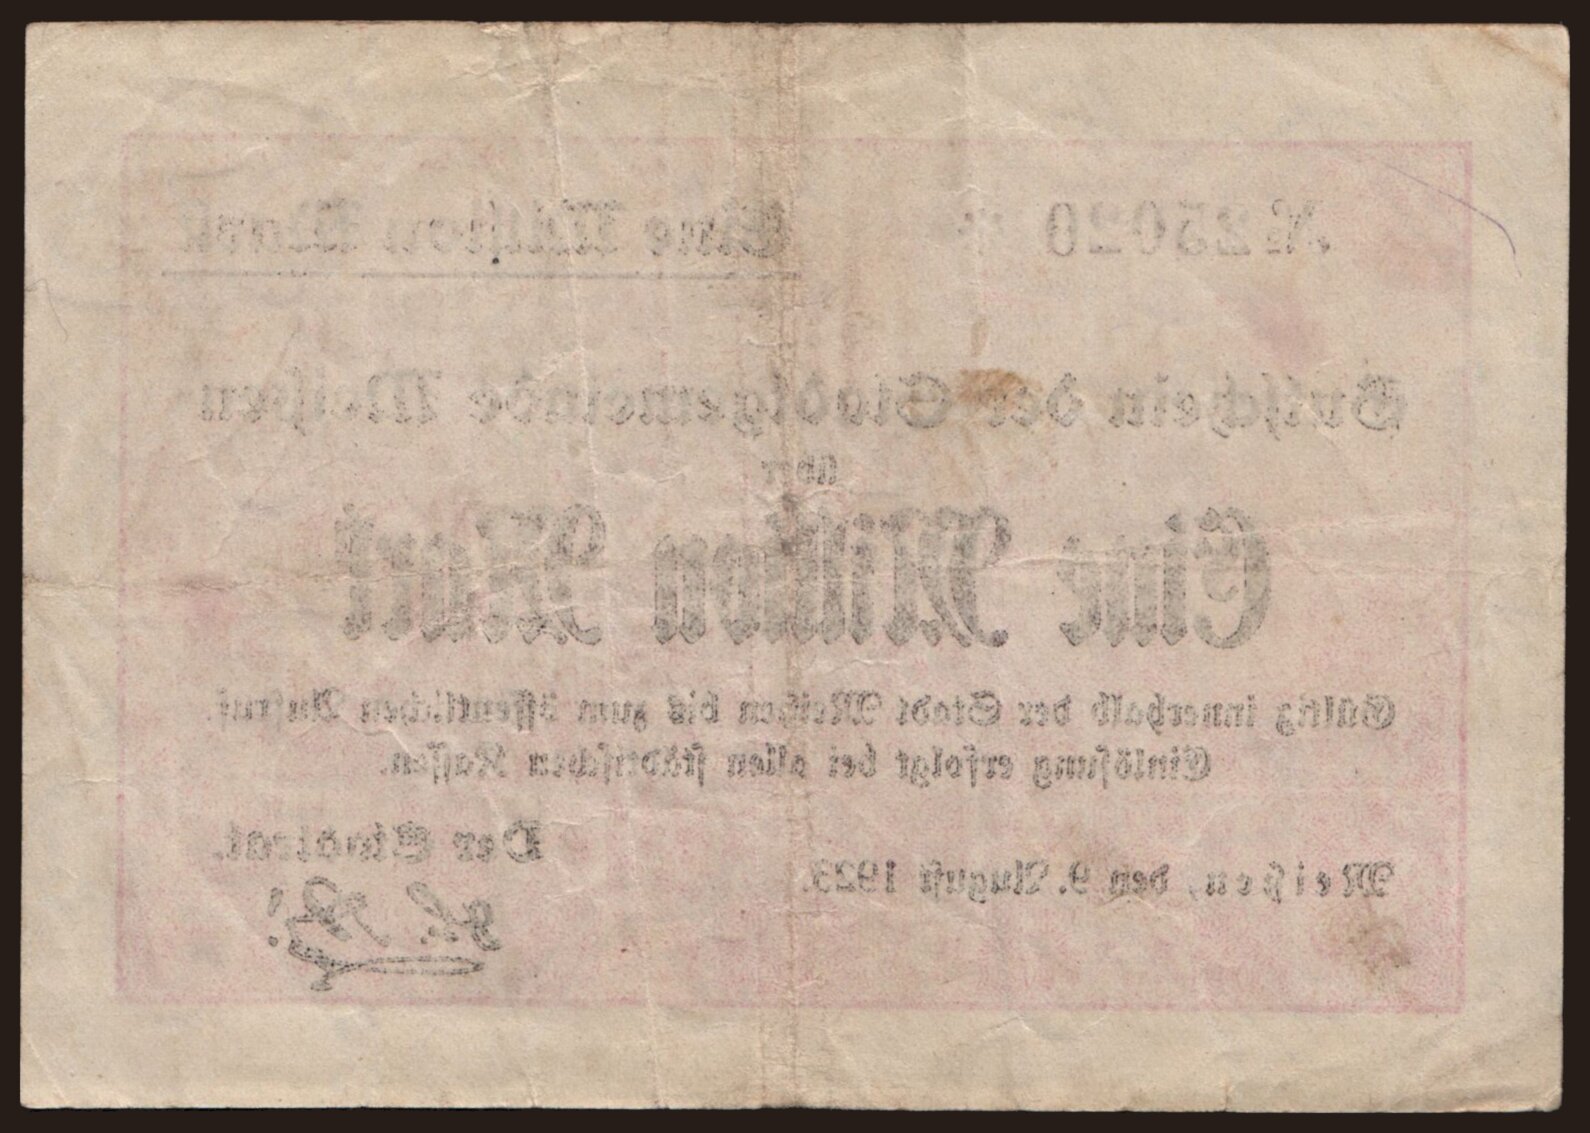 № 25020 * Eine Million Mark
Gutschein der Stadtgemeinde Meißen
über
Eine Million Mark
Gültig innerhalb der Stadt Meißen bis zum öffentlichen Aufruf.
Einlösung erfolgt bei allen städtischen Kassen.
Meißen, den 9. August 1923.
Der Stadtrat.